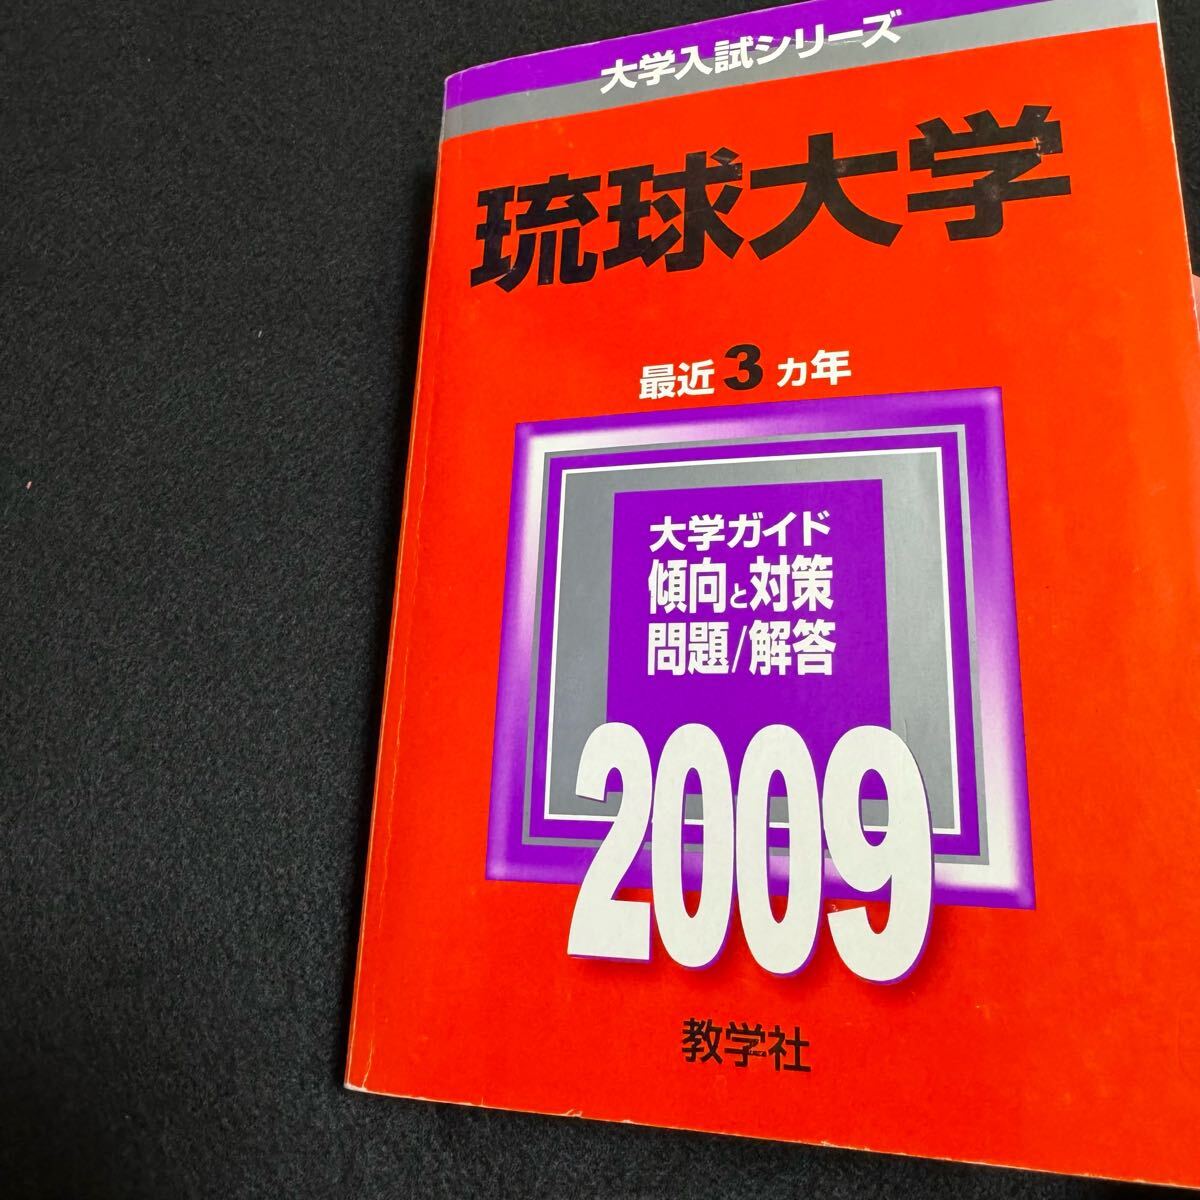 大学入試シリーズ
琉球大学
最近3カ年
大学ガイド
傾向と対策
問題/解答
2009
教学社